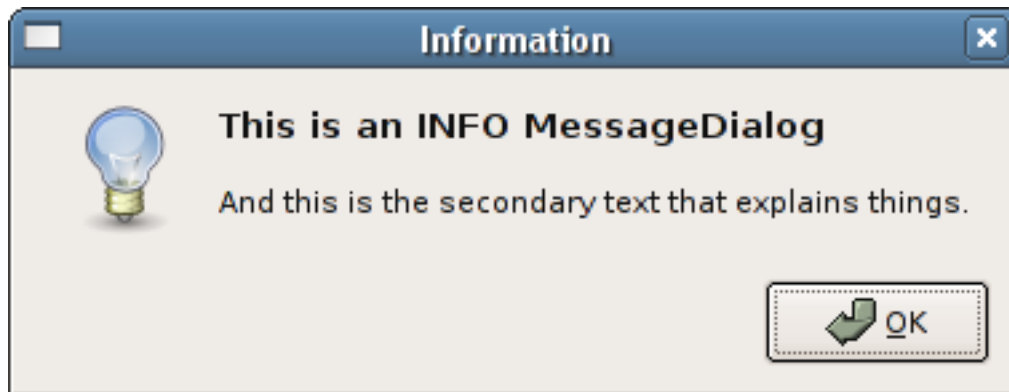 Information
This is an INFO MessageDialog
And this is the secondary text that explains things.
OK